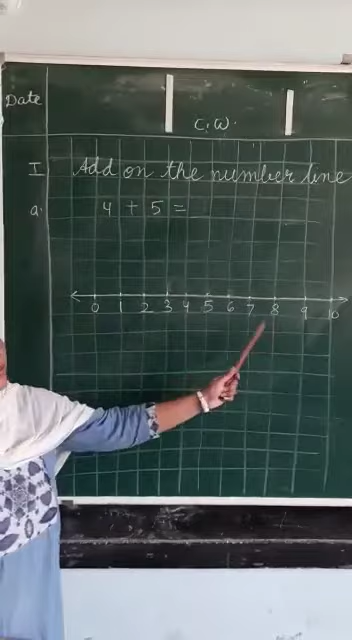 Date
C.W.
I Add on the number line
a. 4 + 5 =
0 1 2 3 4 5 6 7 8 9 10